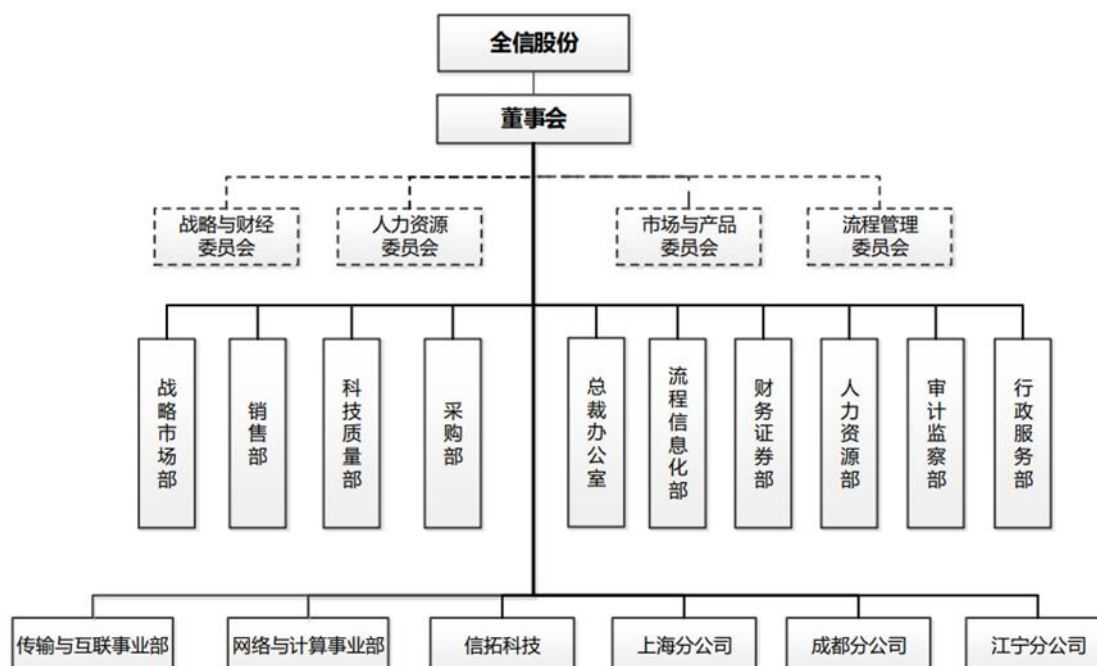 全信股份
董事会
战略与财经
委员会
人力资源
委员会
市场与产品
委员会
流程管理
委员会
战略市场部
销售部
科技质量部
采购部
总裁办公室
流程信息化部
财务证券部
人力资源部
审计监察部
行政服务部
传输与互联事业部
网络与计算事业部
信拓科技
上海分公司
成都分公司
江宁分公司